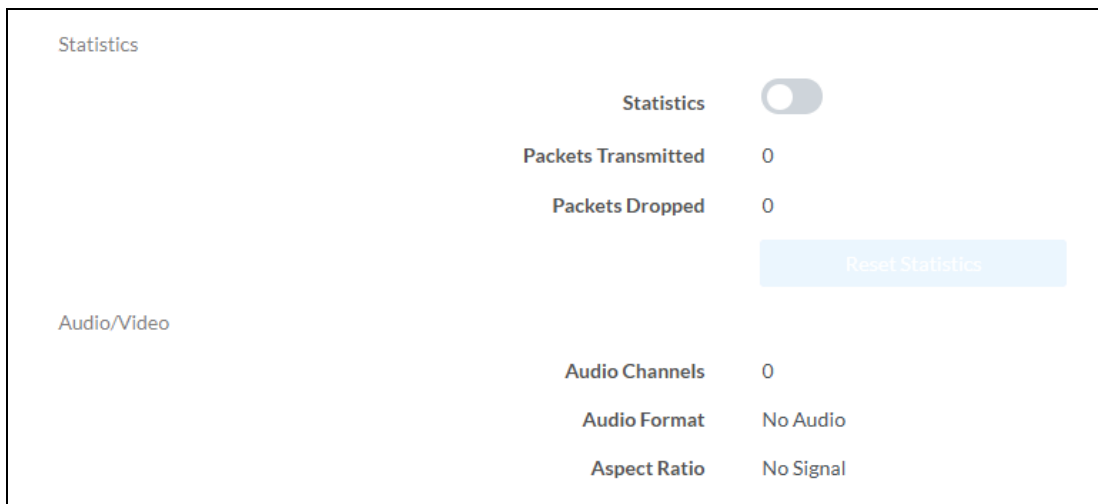 Statistics
Statistics
Packets Transmitted 0
Packets Dropped 0
Reset Statistics
Audio/Video
Audio Channels 0
Audio Format No Audio
Aspect Ratio No Signal